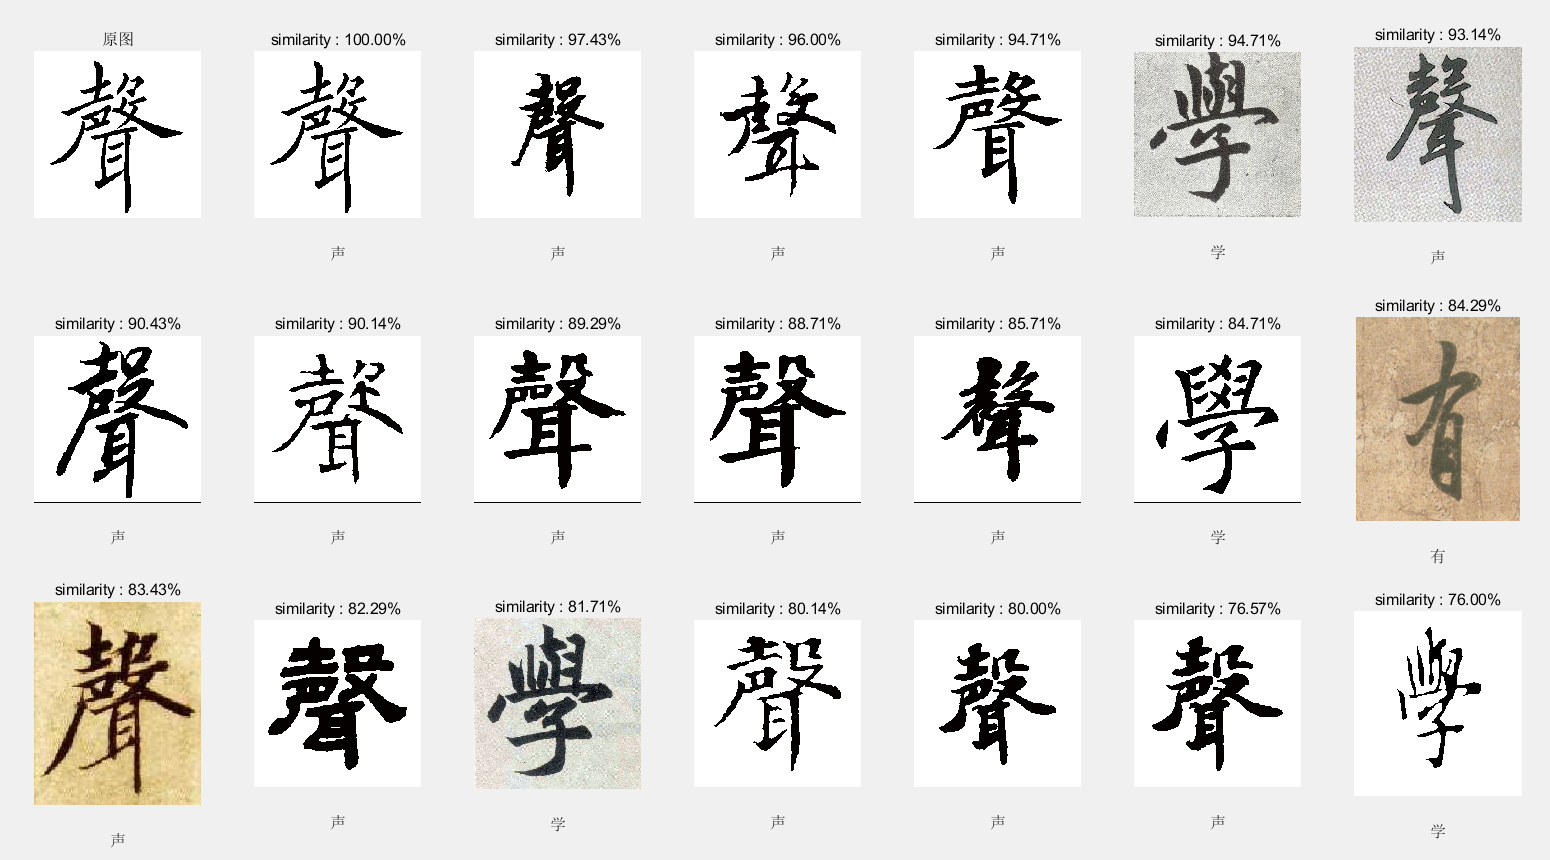 原图 similarity : 100.00% similarity : 97.43% similarity : 96.00% similarity : 94.71% similarity : 94.71% similarity : 93.14%
聲 聲 聲 聲 聲 學 聲
声 声 声 声 学 声
similarity : 90.43% similarity : 90.14% similarity : 89.29% similarity : 88.71% similarity : 85.71% similarity : 84.71% similarity : 84.29%
聲 聲 聲 聲 聲 學 有
声 声 声 声 声 学 有
similarity : 83.43% similarity : 82.29% similarity : 81.71% similarity : 80.14% similarity : 80.00% similarity : 76.57% similarity : 76.00%
聲 聲 學 聲 聲 聲 學
声 声 学 声 声 声 学